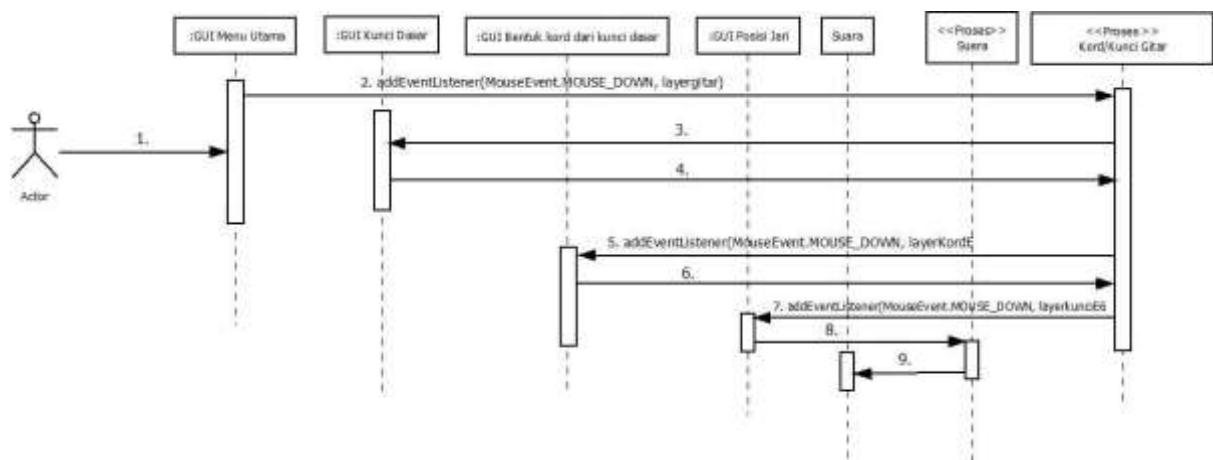 :GUI Menu Utama
:GUI Kunci Dasar
:GUI Bentuk kord dari kunci dasar
:GUI Posisi Jari
Suara
<<Proses>>
Suara
<<Proses >>
Kord/Kunci Gitar
2. addEventListener(MouseEvent.MOUSE_DOWN, layergitar)
1.
3.
4.
Actor
5. addEventListener(MouseEvent.MOUSE_DOWN, layerKordE
6.
7. addEventListener(MouseEvent.MOUSE_DOWN, layerkunciE6
8.
9.